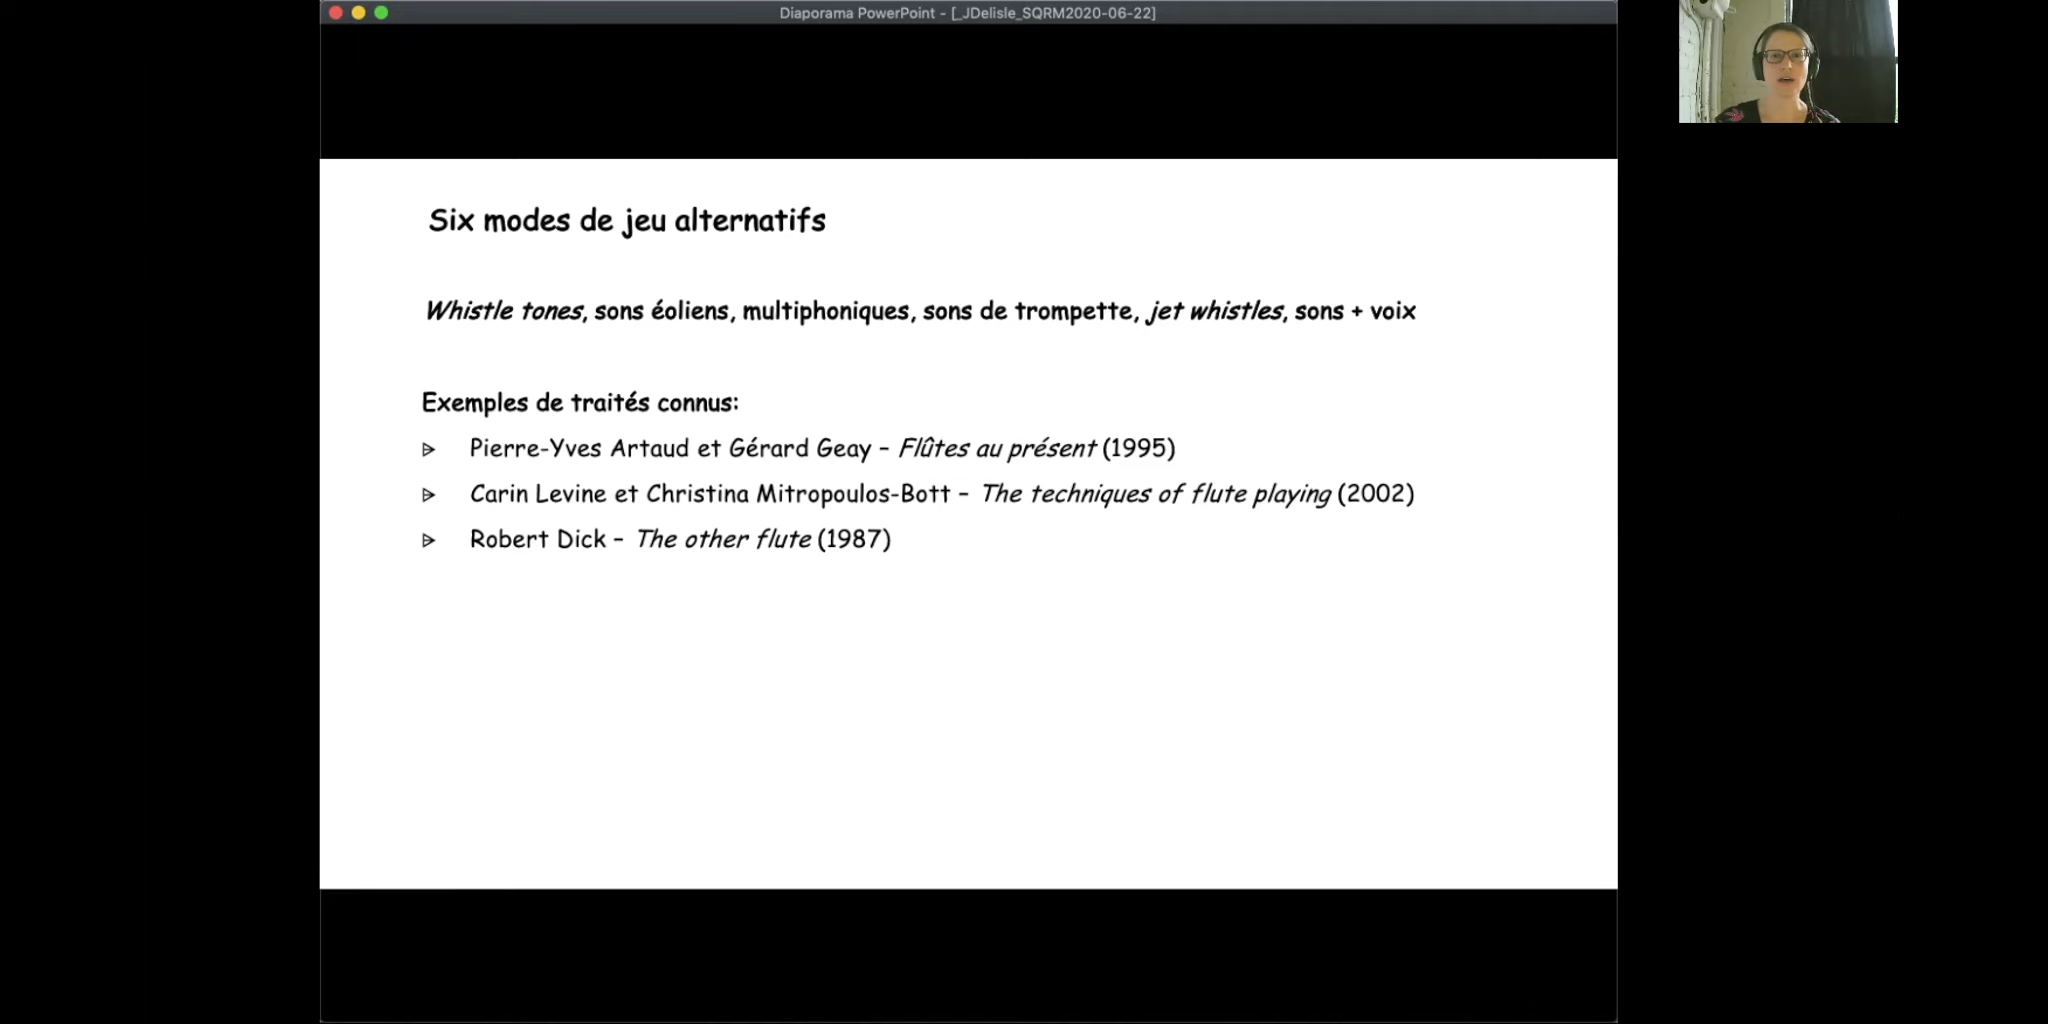 Diaporama PowerPoint - [_JDelisle_SQRM2020-06-22]
Six modes de jeu alternatifs
Whistle tones, sons éoliens, multiphoniques, sons de trompette, jet whistles, sons + voix
Exemples de traités connus:
Pierre-Yves Artaud et Gérard Geay – Flûtes au présent (1995)
Carin Levine et Christina Mitropoulos-Bott – The techniques of flute playing (2002)
Robert Dick – The other flute (1987)